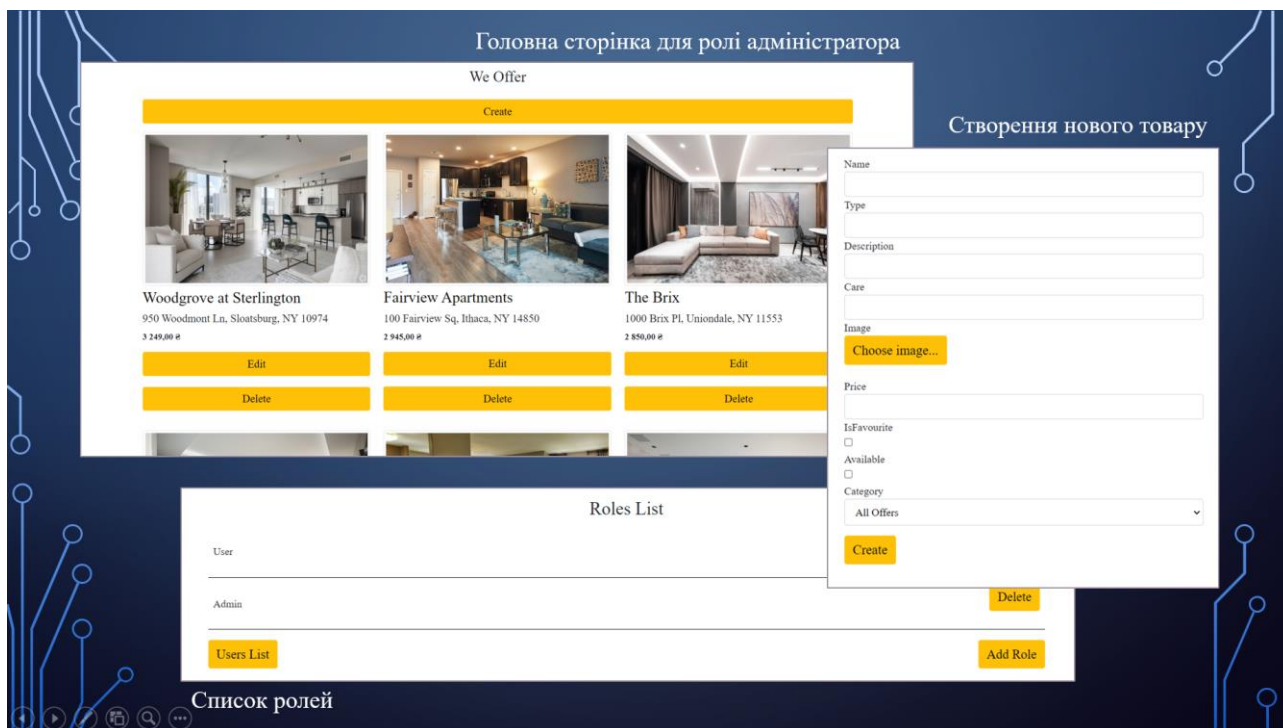 Головна сторінка для ролі адміністратора
We Offer
Create
Woodgrove at Sterlington
950 Woodmont Ln, Sloatsburg, NY 10974
3 249,00 ₴
Edit
Delete
Fairview Apartments
100 Fairview Sq, Ithaca, NY 14850
2 945,00 ₴
Edit
Delete
The Brix
1000 Brix Pl, Uniondale, NY 11553
2 850,00 ₴
Edit
Delete
Створення нового товару
Name
Type
Description
Care
Image
Choose image...
Price
IsFavourite
Available
Category
All Offers
Create
Roles List
User
Admin
Delete
Users List
Add Role
Список ролей